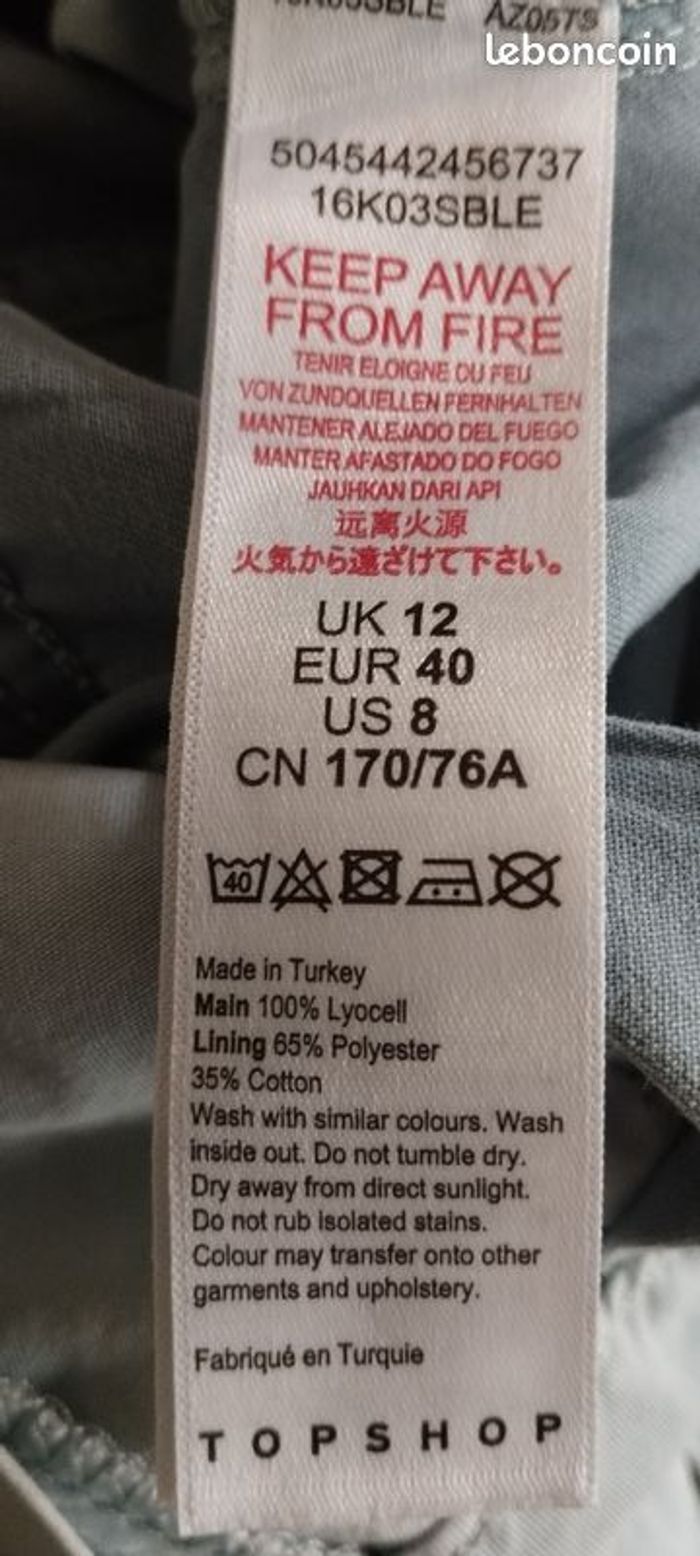 AZ05TS
leboncoin
5045442456737
16K03SBLE
KEEP AWAY
FROM FIRE
TENIR ELOIGNE DU FEU
VON ZUNDQUELLEN FERNHALTEN
MANTENER ALEJADO DEL FUEGO
MANTER AFASTADO DO FOGO
JAUHKAN DARI API
远离火源
火気から遠ざけて下さい。
UK 12
EUR 40
US 8
CN 170/76A
40
Made in Turkey
Main 100% Lyocell
Lining 65% Polyester
35% Cotton
Wash with similar colours. Wash
inside out. Do not tumble dry.
Dry away from direct sunlight.
Do not rub isolated stains.
Colour may transfer onto other
garments and upholstery.
Fabriqué en Turquie
TOPSHOP